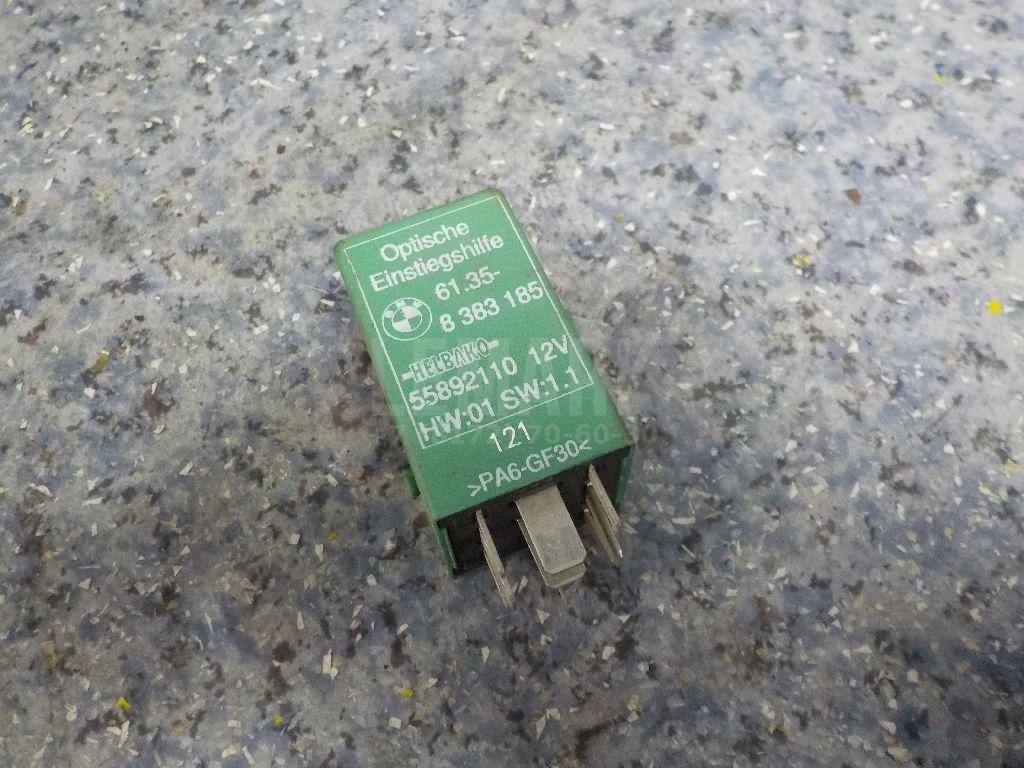 Optische
Einstiegshilfe
61.35-
8 383 185
-HELBAKO-
55892110 12V
HW:01 SW:1.1
121
>PA6-GF30<